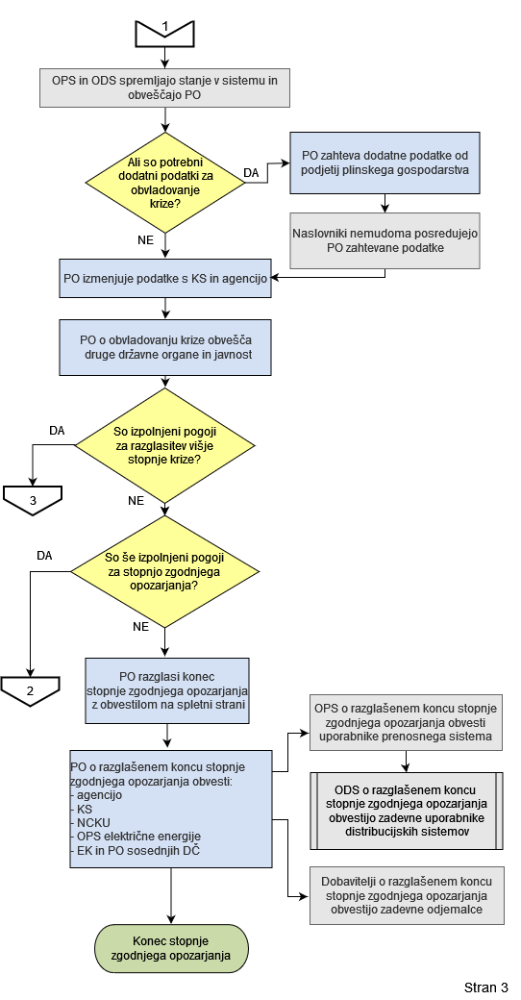 1
OPS in ODS spremljajo stanje v sistemu in
obveščajo PO
Ali so potrebni
dodatni podatki za
obvladovanje
krize?
DA
PO zahteva dodatne podatke od
podjetij plinskega gospodarstva
NE
Naslovniki nemudoma posredujejo
PO zahtevane podatke
PO izmenjuje podatke s KS in agencijo
PO o obvladovanju krize obvešča
druge državne organe in javnost
So izpolnjeni pogoji
za razglasitev višje
stopnje krize?
DA
3
NE
So še izpolnjeni pogoji
za stopnjo zgodnjega
opozarjanja?
DA
2
NE
PO razglasi konec
stopnje zgodnjega opozarjanja
z obvestilom na spletni strani
PO o razglašenem koncu stopnje
zgodnjega opozarjanja obvesti:
- agencijo
- KS
- NCKU
- OPS električne energije
- EK in PO sosednjih DČ
OPS o razglašenem koncu stopnje
zgodnjega opozarjanja obvesti
uporabnike prenosnega sistema
ODS o razglašenem koncu
stopnje zgodnjega opozarjanja
obvestijo zadevne uporabnike
distribucijskih sistemov
Dobavitelji o razglašenem koncu
stopnje zgodnjega opozarjanja
obvestijo zadevne odjemalce
Konec stopnje
zgodnjega opozarjanja
Stran 3